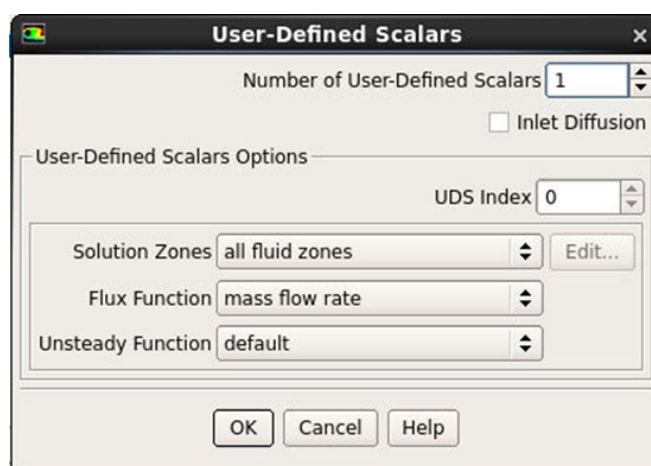 User-Defined Scalars
Number of User-Defined Scalars 1
Inlet Diffusion
User-Defined Scalars Options
UDS Index 0
Solution Zones all fluid zones Edit...
Flux Function mass flow rate
Unsteady Function default
OK Cancel Help